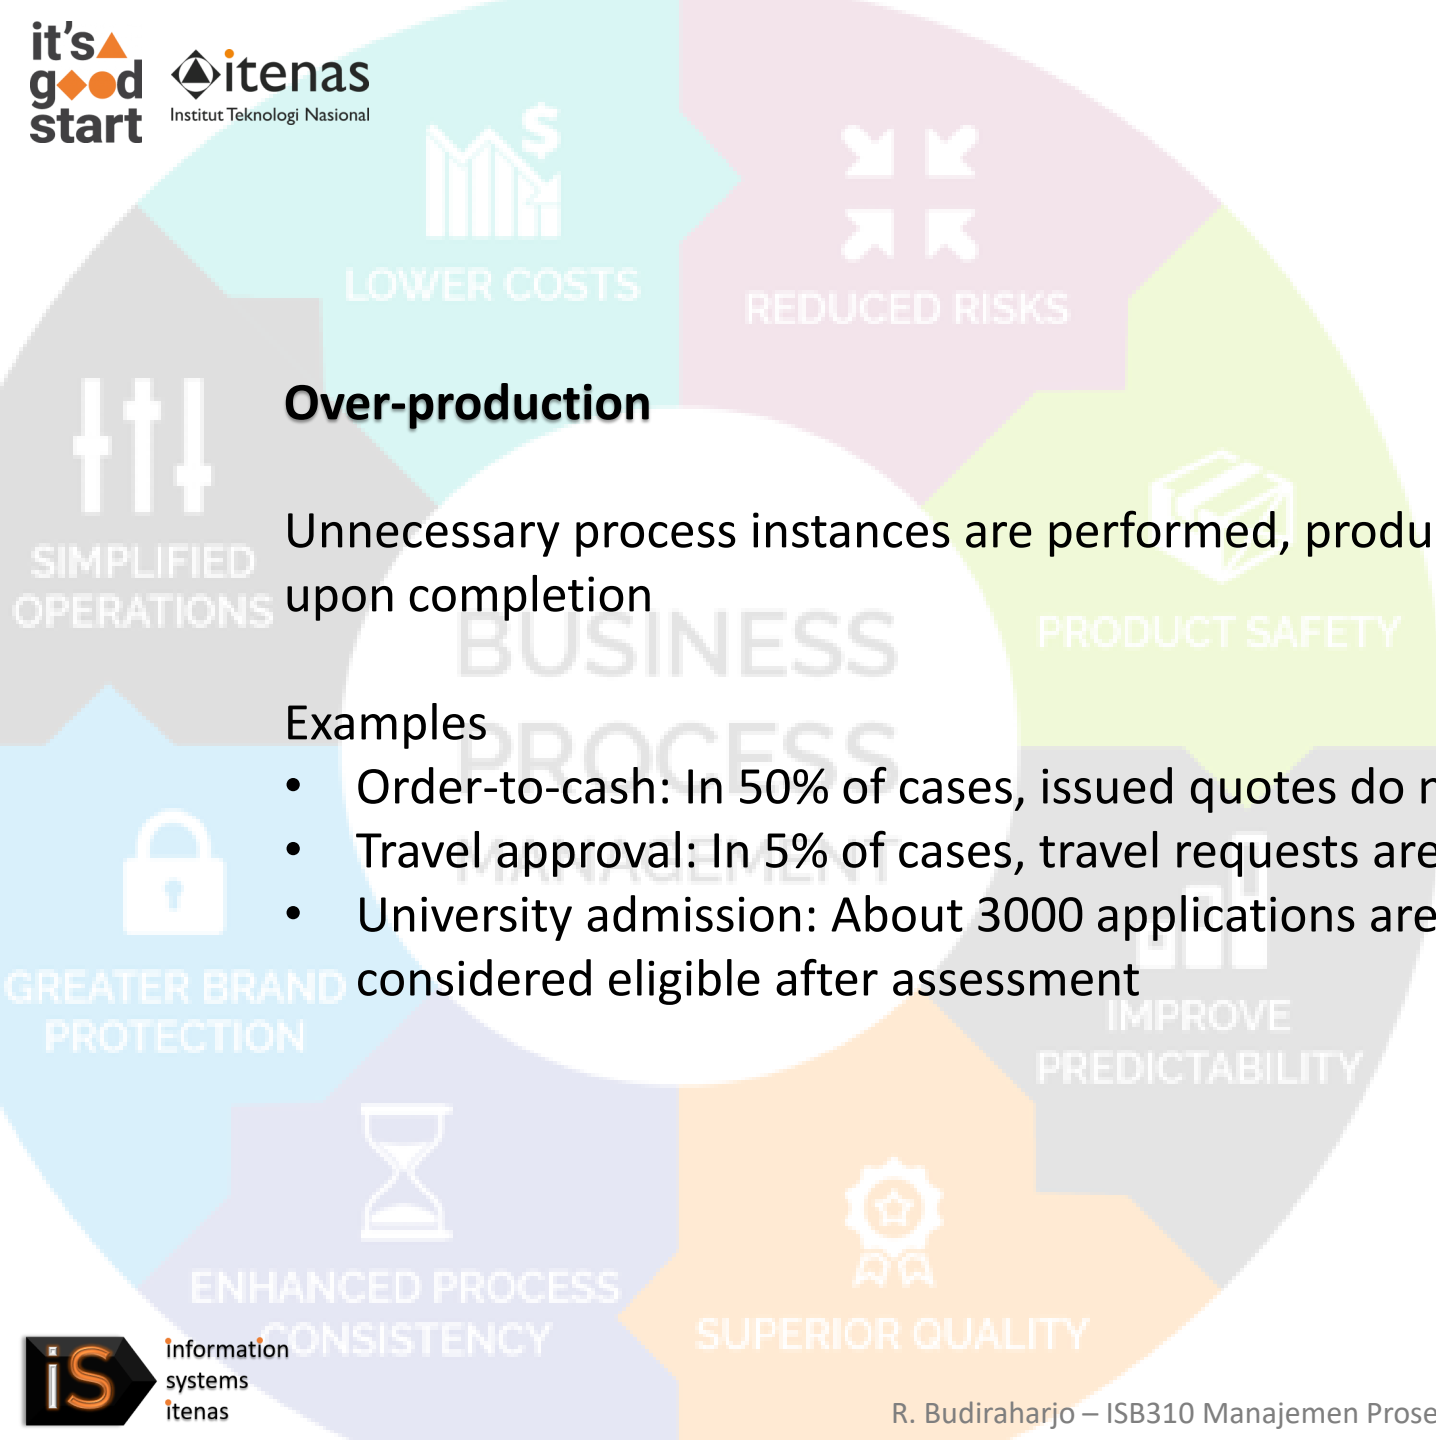 it's a
good
start
itenas
Institut Teknologi Nasional
LOWER COSTS
REDUCED RISKS
Over-production
Unnecessary process instances are performed, produ
upon completion
SIMPLIFIED
OPERATIONS
PRODUCT SAFETY
BUSINESS
PROCESS
MANAGEMENT
Examples
• Order-to-cash: In 50% of cases, issued quotes do n
• Travel approval: In 5% of cases, travel requests are
• University admission: About 3000 applications are
considered eligible after assessment
GREATER BRAND
PROTECTION
IMPROVE
PREDICTABILITY
ENHANCED PROCESS
CONSISTENCY
SUPERIOR QUALITY
iS
information
systems
itenas
R. Budiraharjo – ISB310 Manajemen Prose